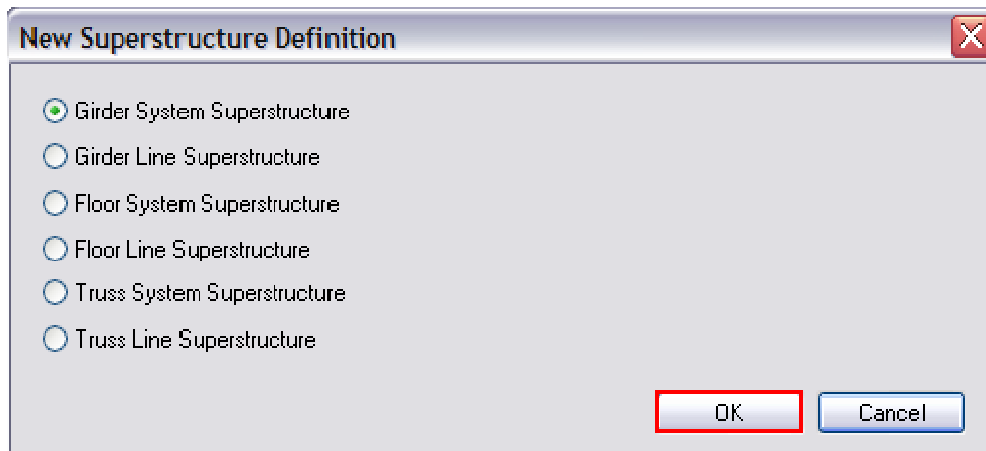 New Superstructure Definition
Girder System Superstructure
Girder Line Superstructure
Floor System Superstructure
Floor Line Superstructure
Truss System Superstructure
Truss Line Superstructure
OK Cancel